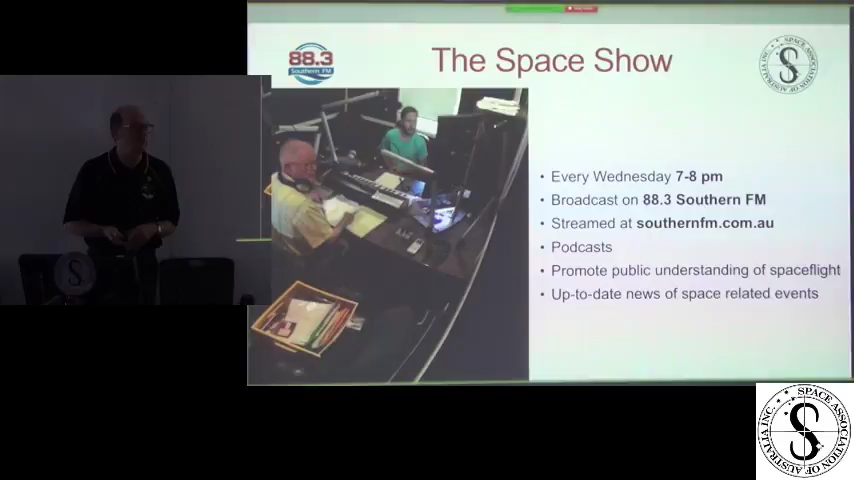 88.3
Southern FM
The Space Show
SPACE ASSOCIATION OF AUSTRALIA INC.
S
• Every Wednesday 7-8 pm
• Broadcast on 88.3 Southern FM
• Streamed at southernfm.com.au
• Podcasts
• Promote public understanding of spaceflight
• Up-to-date news of space related events
S
SPACE ASSOCIATION OF AUSTRALIA INC.
S